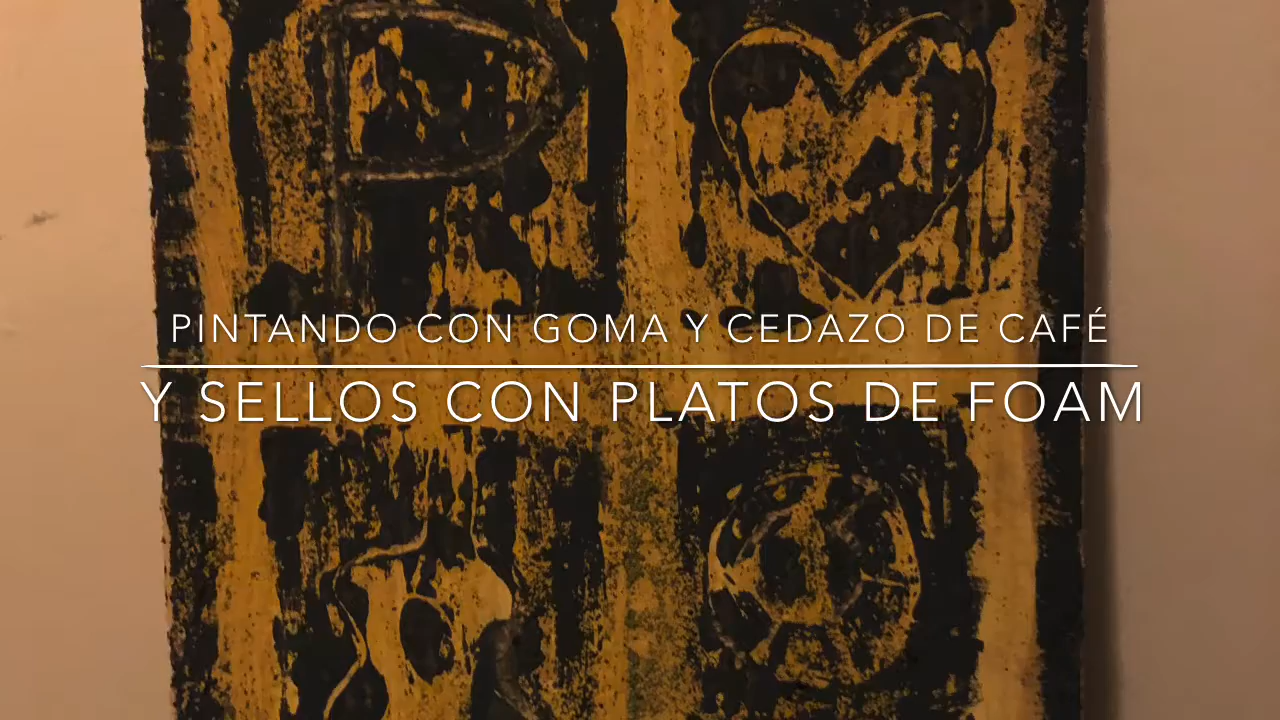 P
PINTANDO CON GOMA Y CEDAZO DE CAFÉ
Y SELLOS CON PLATOS DE FOAM